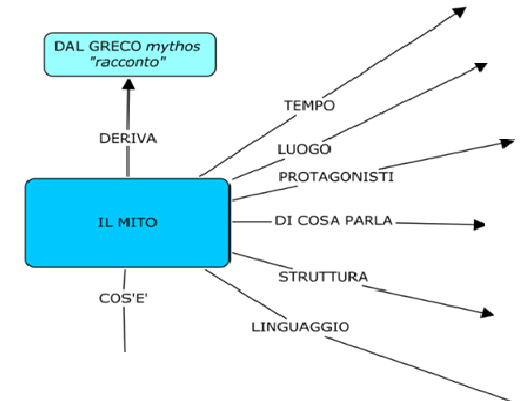 DAL GRECO mythos
"racconto"
DERIVA
TEMPO
LUOGO
PROTAGONISTI
IL MITO
DI COSA PARLA
STRUTTURA
COS'E'
LINGUAGGIO